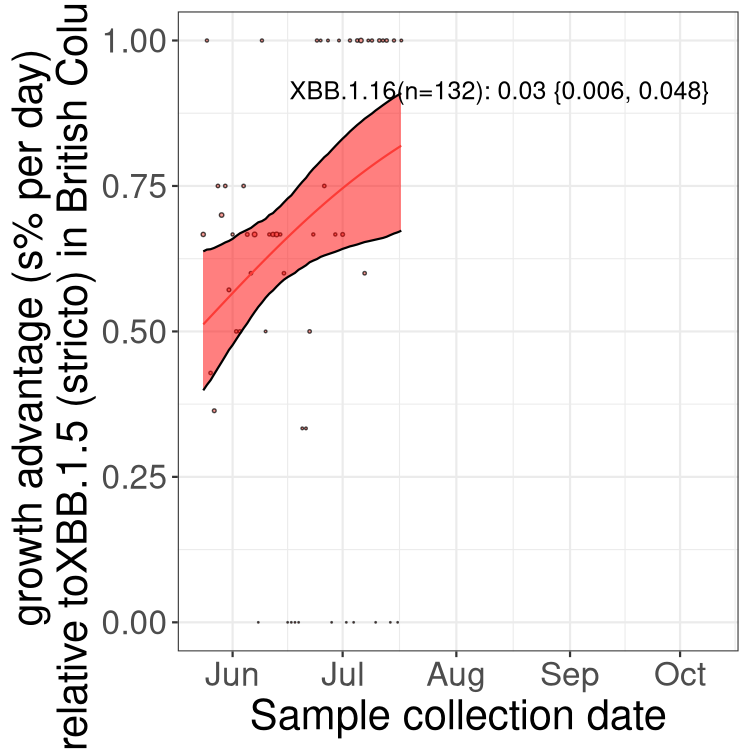 growth advantage (s% per day)
relative toXBB.1.5 (stricto) in British Colu
1.00
0.75
0.50
0.25
0.00
XBB.1.16(n=132): 0.03 {0.006, 0.048}
Jun Jul Aug Sep Oct
Sample collection date